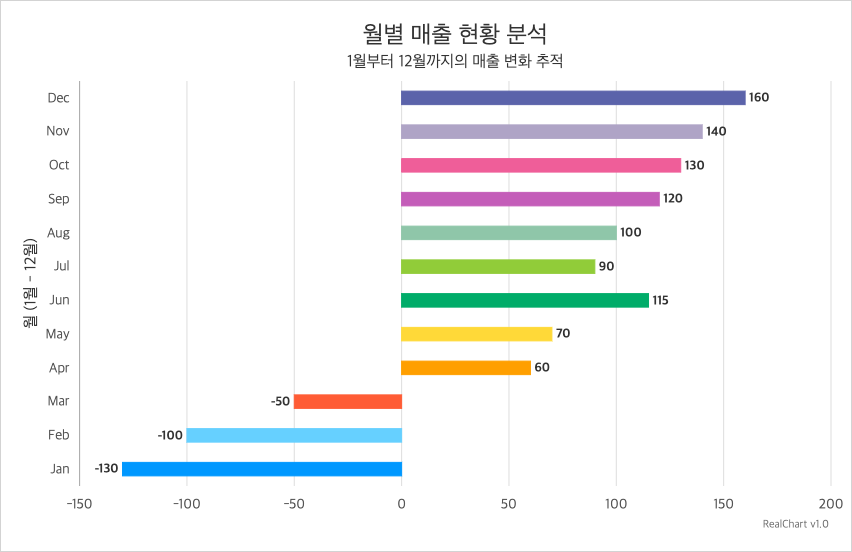 월별 매출 현황 분석
1월부터 12월까지의 매출 변화 추적
월 (1월 - 12월)
Dec 160
Nov 140
Oct 130
Sep 120
Aug 100
Jul 90
Jun 115
May 70
Apr 60
Mar -50
Feb -100
Jan -130
-150 -100 -50 0 50 100 150 200
RealChart v1.0